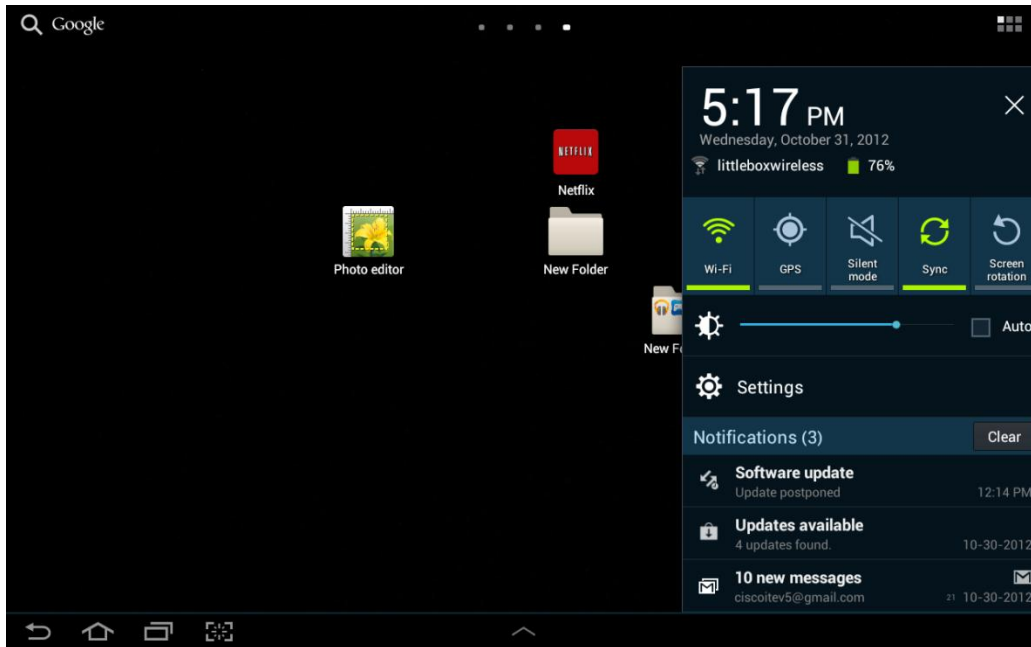 Google
5:17 PM
Wednesday, October 31, 2012
littleboxwireless 76%
NETFLIX
Netflix
Photo editor
New Folder
New Fo
Wi-Fi
GPS
Silent
mode
Sync
Screen
rotation
Auto
Settings
Notifications (3)
Clear
Software update
Update postponed 12:14 PM
Updates available
4 updates found. 10-30-2012
10 new messages
ciscoitev5@gmail.com 21 10-30-2012